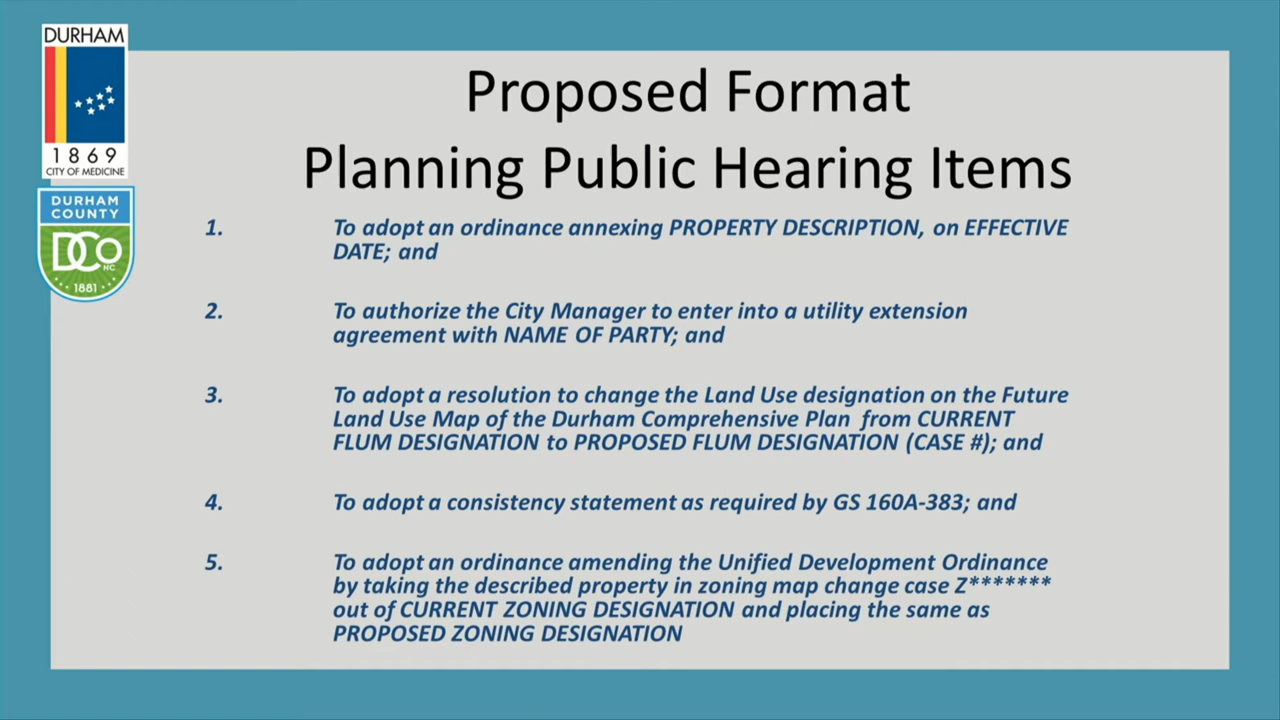 DURHAM
1869
CITY OF MEDICINE
DURHAM
COUNTY
DCo
NC
1881
Proposed Format
Planning Public Hearing Items
1. To adopt an ordinance annexing PROPERTY DESCRIPTION, on EFFECTIVE
DATE; and
2. To authorize the City Manager to enter into a utility extension
agreement with NAME OF PARTY; and
3. To adopt a resolution to change the Land Use designation on the Future
Land Use Map of the Durham Comprehensive Plan from CURRENT
FLUM DESIGNATION to PROPOSED FLUM DESIGNATION (CASE #); and
4. To adopt a consistency statement as required by GS 160A-383; and
5. To adopt an ordinance amending the Unified Development Ordinance
by taking the described property in zoning map change case Z*******
out of CURRENT ZONING DESIGNATION and placing the same as
PROPOSED ZONING DESIGNATION